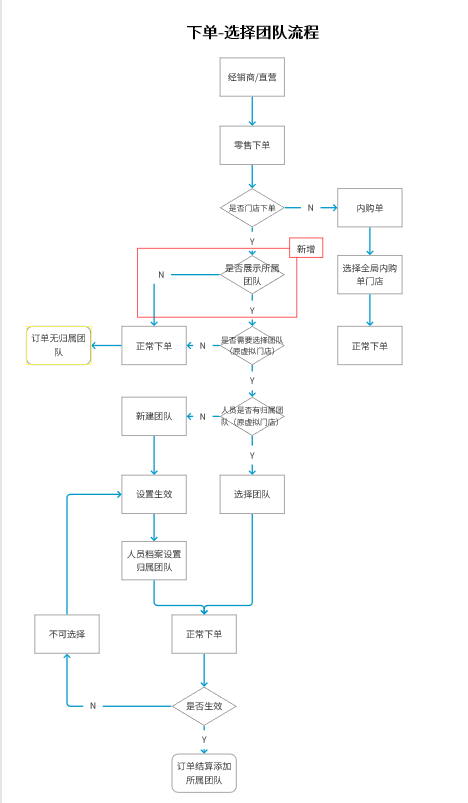 下单-选择团队流程
经销商/直营
零售下单
是否门店下单
N
内购单
Y
新增
是否展示所属
团队
N
选择全局内购
单门店
Y
订单无归属团
队
正常下单
N
是否需要选择团队
（原虚拟门店）
正常下单
Y
新建团队
N
人员是否有归属团
队（原虚拟门店）
Y
设置生效
选择团队
人员档案设置
归属团队
不可选择
正常下单
N
是否生效
Y
订单结算添加
所属团队